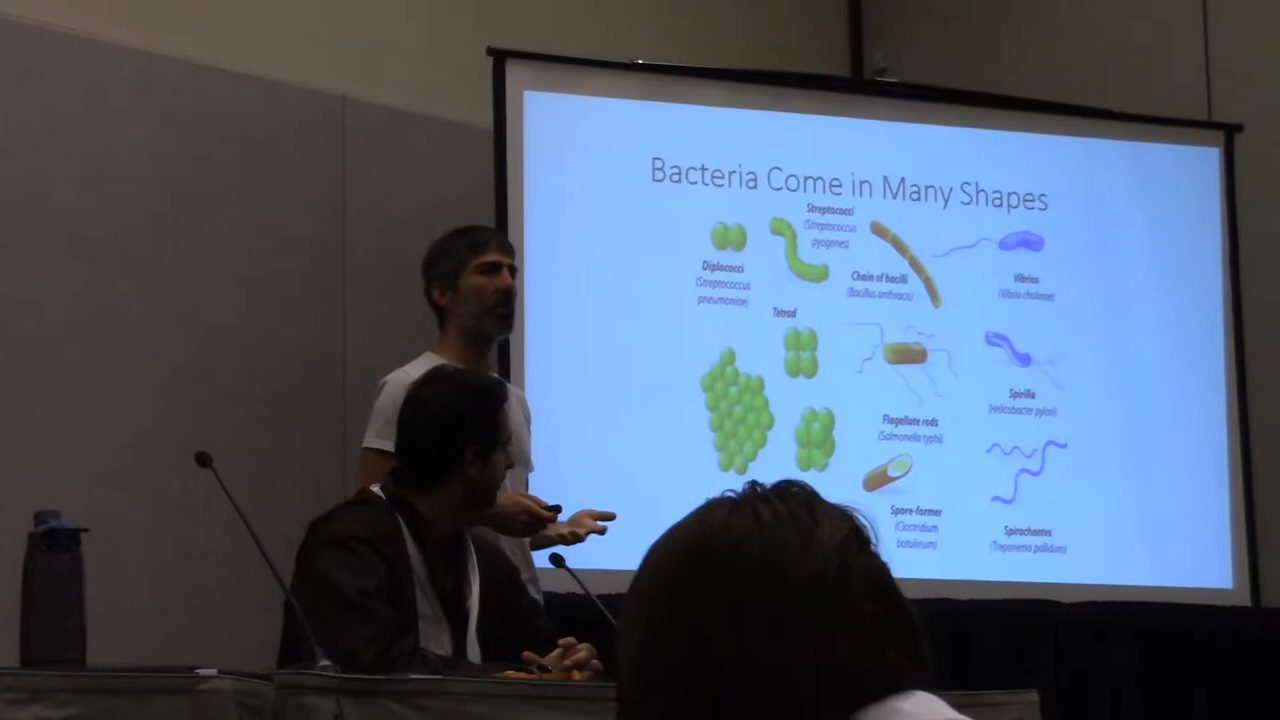 Bacteria Come in Many Shapes
Diplococci
(Streptococcus
pneumoniae)
Streptococci
(Streptococcus
pyogenes)
Chain of bacilli
(Bacillus anthracis)
Vibrios
(Vibrio cholerae)
Tetrad
Flagellate rods
(Salmonella typhi)
Spirilla
(Helicobacter pylori)
Spore-former
(Clostridium
botulinum)
Spirochaetes
(Treponema pallidum)